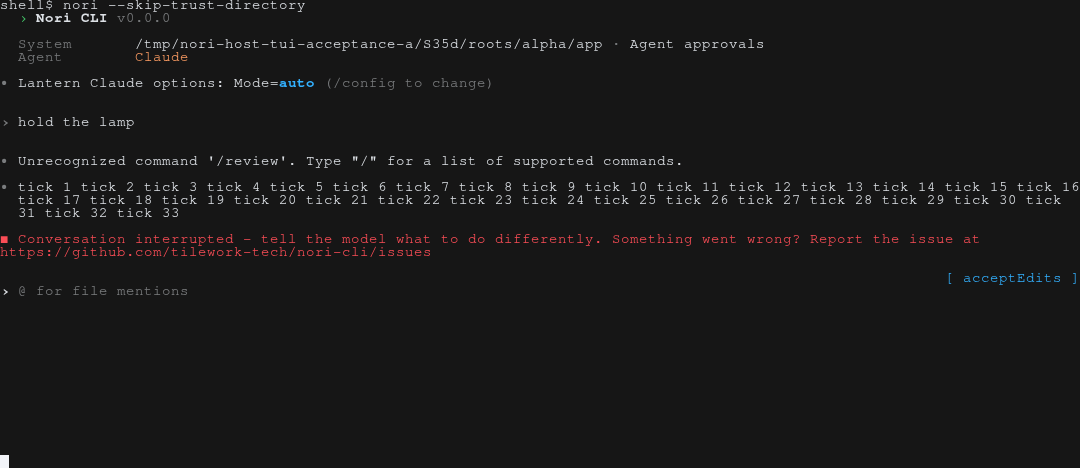 shell$ nori --skip-trust-directory
› Nori CLI v0.0.0
System /tmp/nori-host-tui-acceptance-a/S35d/roots/alpha/app · Agent approvals
Agent Claude
• Lantern Claude options: Mode=auto (/config to change)
› hold the lamp
• Unrecognized command '/review'. Type "/" for a list of supported commands.
• tick 1 tick 2 tick 3 tick 4 tick 5 tick 6 tick 7 tick 8 tick 9 tick 10 tick 11 tick 12 tick 13 tick 14 tick 15 tick 16
tick 17 tick 18 tick 19 tick 20 tick 21 tick 22 tick 23 tick 24 tick 25 tick 26 tick 27 tick 28 tick 29 tick 30 tick
31 tick 32 tick 33
■ Conversation interrupted - tell the model what to do differently. Something went wrong? Report the issue at
https://github.com/tilework-tech/nori-cli/issues
[ acceptEdits ]
› @ for file mentions